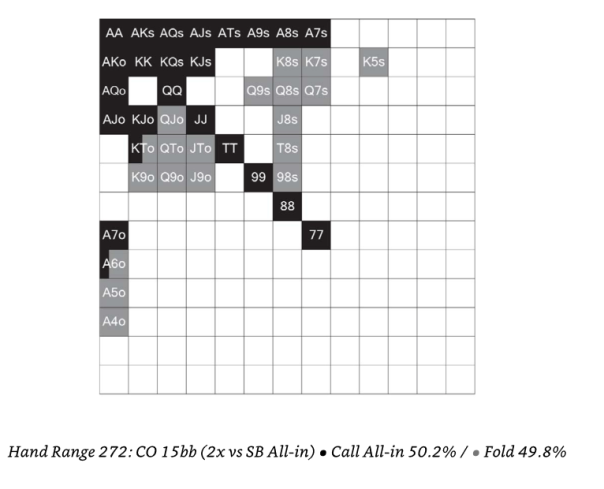 AA AKs AQs AJs ATs A9s A8s A7s
AKo KK KQs KJs K8s K7s K5s
AQo QQ Q9s Q8s Q7s
AJo KJo QJo JJ J8s
KTo QTo JTo TT T8s
K9o Q9o J9o 99 98s
88
A7o 77
A6o
A5o
A4o
Hand Range 272: CO 15bb (2x vs SB All-in) ● Call All-in 50.2% / ● Fold 49.8%